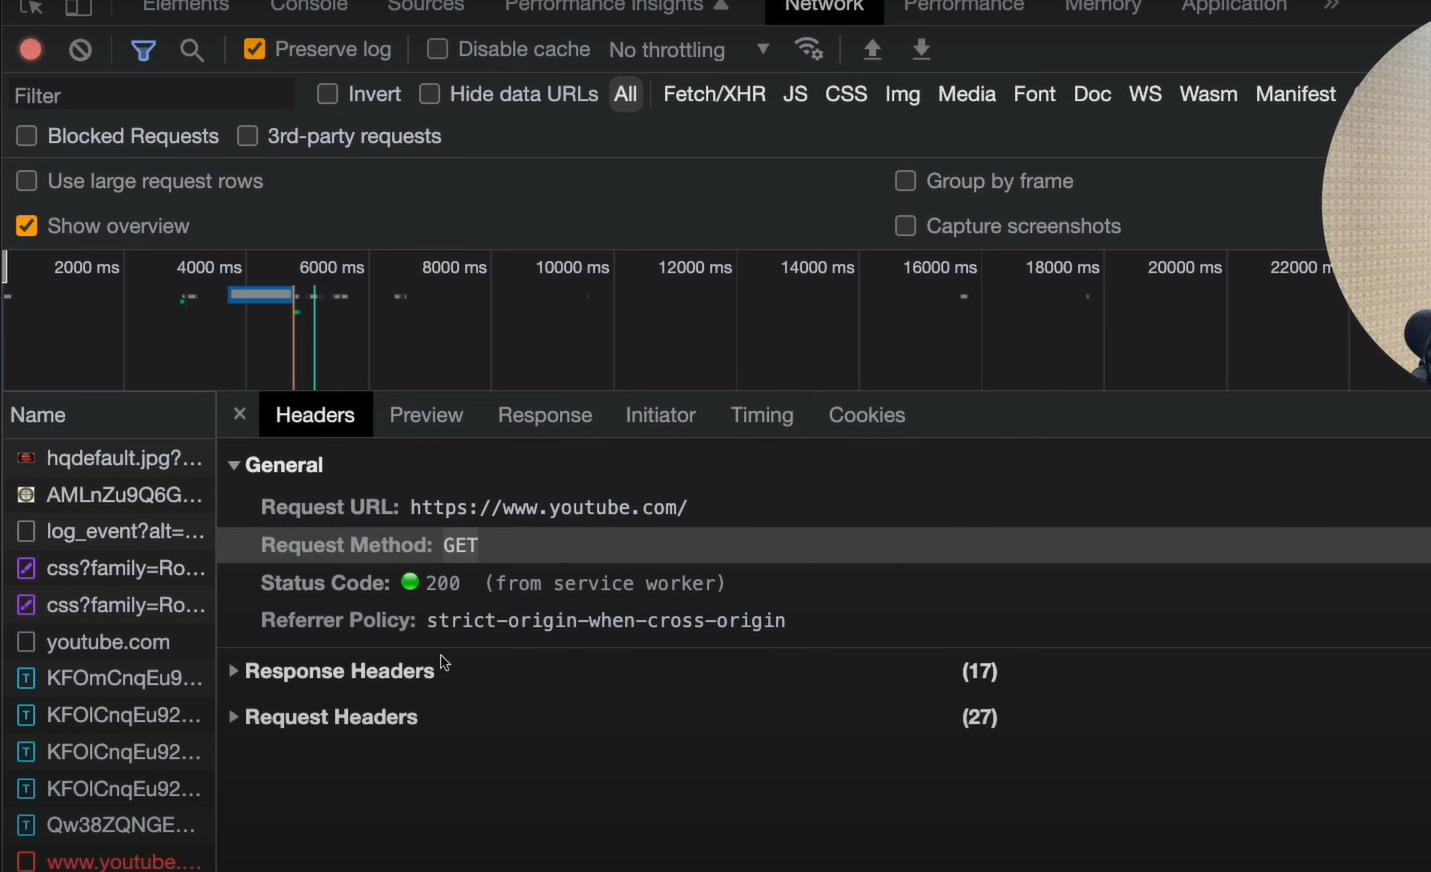 Elements Console Sources Performance Insights Network Performance Memory Application »
Preserve log Disable cache No throttling
Filter Invert Hide data URLs All Fetch/XHR JS CSS Img Media Font Doc WS Wasm Manifest
Blocked Requests 3rd-party requests
Use large request rows Group by frame
Show overview Capture screenshots
2000 ms 4000 ms 6000 ms 8000 ms 10000 ms 12000 ms 14000 ms 16000 ms 18000 ms 20000 ms 22000 m
Name × Headers Preview Response Initiator Timing Cookies
hqdefault.jpg?...
AMLnZu9Q6G...
log_event?alt=...
css?family=Ro...
css?family=Ro...
youtube.com
KFOmCnqEu9...
KFOlCnqEu92...
KFOlCnqEu92...
KFOlCnqEu92...
Qw38ZQNGE...
www.youtube....
General
Request URL: https://www.youtube.com/
Request Method: GET
Status Code: 200 (from service worker)
Referrer Policy: strict-origin-when-cross-origin
Response Headers (17)
Request Headers (27)